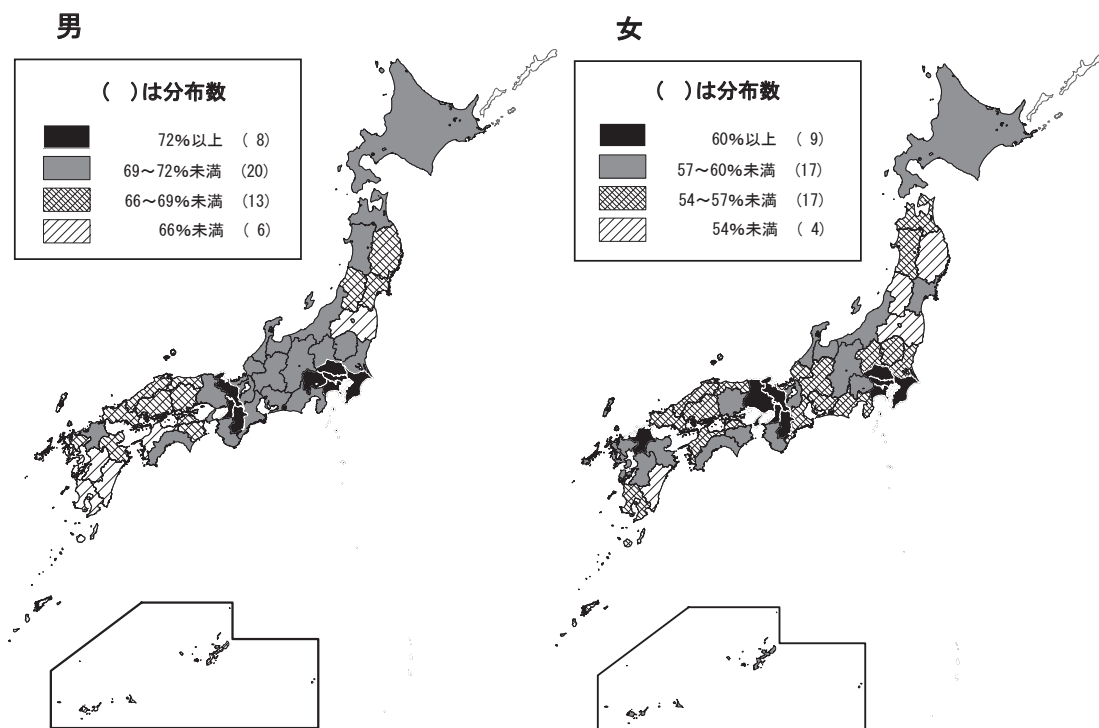 男
( )は分布数
72%以上 ( 8)
69～72%未満 (20)
66～69%未満 (13)
66%未満 ( 6)
女
( )は分布数
60%以上 ( 9)
57～60%未満 (17)
54～57%未満 (17)
54%未満 ( 4)